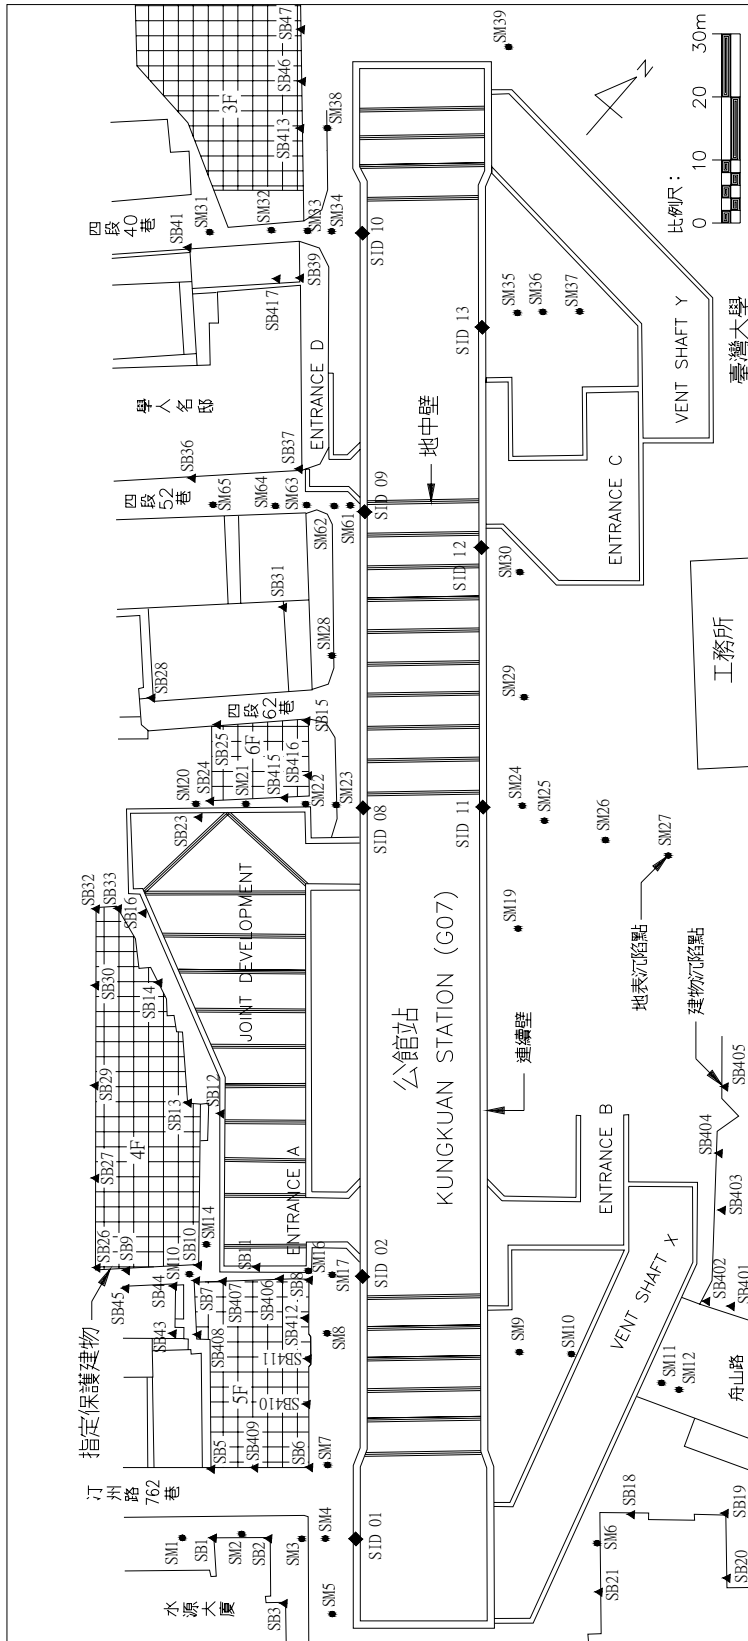 SB47
SM39
SB46
3F
SB413
SM38
30m
20
10
0
比例尺：
N
四段
40
巷
SM31
SB41
SM32
SM33
SM34
SID 10
SB39
SB417
SM35
SM36
SM37
SID 13
VENT SHAFT Y
臺灣大學
學人名邸
ENTRANCE D
地中壁
SB36
SB37
四段
52
巷
SM65
SM64
SM63
SM62
SM61
SID 09
SID 12
SM30
ENTRANCE C
SB31
SM28
SB28
SM29
工務所
四段
62
巷
SB15
SB25
6F
SB24
SB415
SB416
SM20
SM21
SM22
SM23
SB23
SID 08
SID 11
SM24
SM25
SM26
SM27
SB32
SB33
SB16
SB30
SB14
JOINT DEVELOPMENT
SM19
地表沉陷點
建物沉陷點
公館站
KUNGKUAN STATION (G07)
連續壁
SB29
SB13
SB12
4F
SB27
SB405
SB404
SB403
SB402
SB401
ENTRANCE A
ENTRANCE B
SB26
SB9
SB10
SM14
SM10
SB11
SM16
SM17
SID 02
SB45
SB44
SB43
SB7
SB407
SB406
SB8
SB408
SB412
SM8
SB411
SB410
5F
SB5
SB409
SB6
SM7
SM9
SM10
VENT SHAFT X
SM11
SM12
舟山路
指定保護建物
汀州路
762
巷
SM1
SB1
SM2
SB2
SM3
SM4
SID 01
SB3
SM5
水源大廈
SB18
SM6
SB19
SB21
SB20